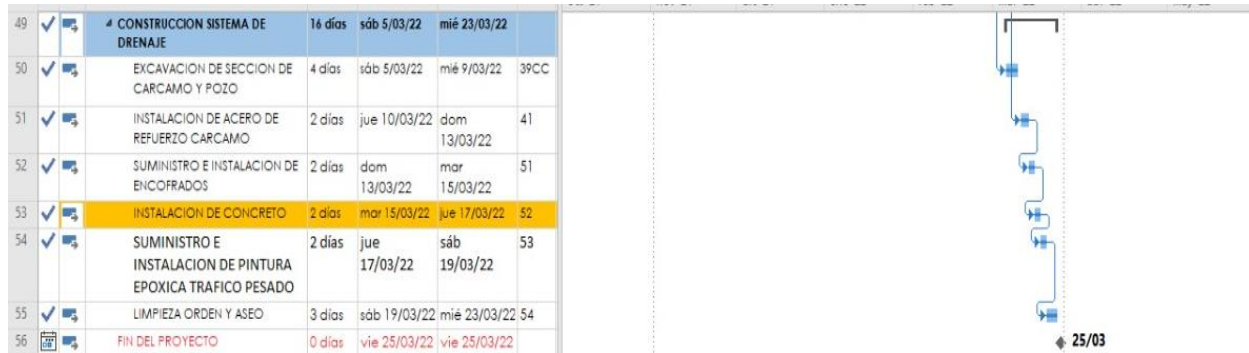 49 CONSTRUCCION SISTEMA DE DRENAJE 16 días sáb 5/03/22 mié 23/03/22
50 EXCAVACION DE SECCION DE CARCAMO Y POZO 4 días sáb 5/03/22 mié 9/03/22 39CC
51 INSTALACION DE ACERO DE REFUERZO CARCAMO 2 días jue 10/03/22 dom 13/03/22 41
52 SUMINISTRO E INSTALACION DE ENCOFRADOS 2 días dom 13/03/22 mar 15/03/22 51
53 INSTALACION DE CONCRETO 2 días mar 15/03/22 jue 17/03/22 52
54 SUMINISTRO E INSTALACION DE PINTURA EPOXICA TRAFICO PESADO 2 días jue 17/03/22 sáb 19/03/22 53
55 LIMPIEZA ORDEN Y ASEO 3 días sáb 19/03/22 mié 23/03/22 54
56 FIN DEL PROYECTO 0 días vie 25/03/22 vie 25/03/22
25/03